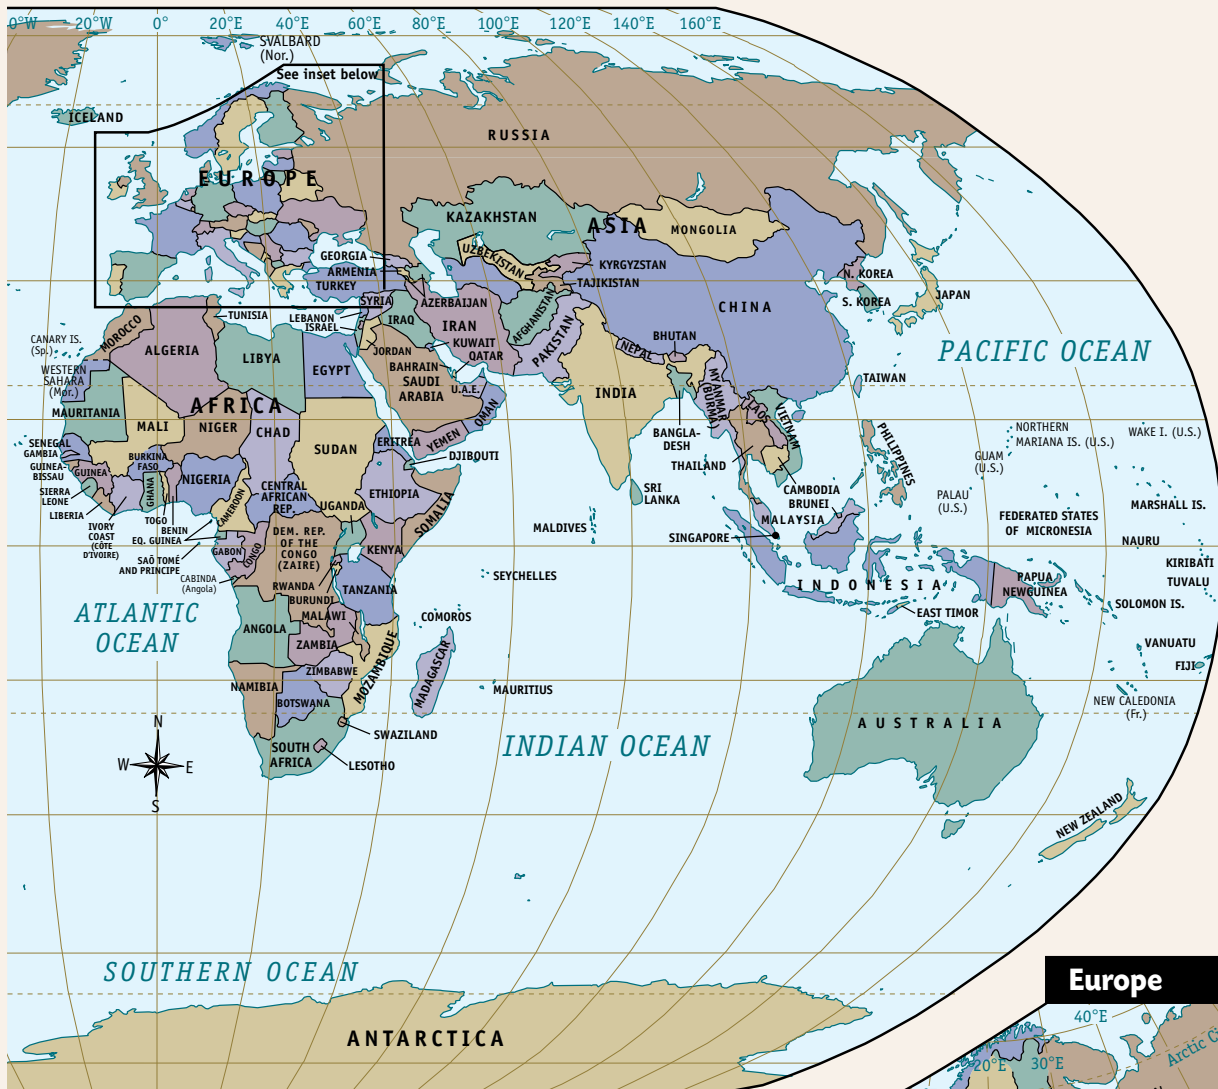 0°W 20°W 0° 20°E 40°E 60°E 80°E 100°E 120°E 140°E 160°E
SVALBARD
(Nor.)
See inset below
ICELAND
RUSSIA
EUROPE
KAZAKHSTAN
ASIA
MONGOLIA
GEORGIA
UZBEKISTAN
KYRGYZSTAN
ARMENIA
N. KOREA
TAJIKISTAN
TURKEY
JAPAN
SYRIA
AZERBAIJAN
S. KOREA
CHINA
TUNISIA
LEBANON
ISRAEL
IRAQ
IRAN
AFGHANISTAN
PAKISTAN
MOROCCO
CANARY IS.
(Sp.)
ALGERIA
LIBYA
EGYPT
JORDAN
KUWAIT
QATAR
BHUTAN
NEPAL
PACIFIC OCEAN
WESTERN
SAHARA
(Mor.)
BAHRAIN
SAUDI
ARABIA
U.A.E.
OMAN
INDIA
MYANMAR
(BURMA)
TAIWAN
AFRICA
MAURITANIA
MALI
NIGER
CHAD
LAOS
VIETNAM
PHILIPPINES
NORTHERN
MARIANA IS. (U.S.)
WAKE I. (U.S.)
SENEGAL
GAMBIA
GUINEA-
BISSAU
GUINEA
BURKINA
FASO
SUDAN
ERITREA
YEMEN
DJIBOUTI
BANGLA-
DESH
THAILAND
GUAM
(U.S.)
SIERRA
LEONE
LIBERIA
GHANA
NIGERIA
CENTRAL
AFRICAN
REP.
CAMEROON
ETHIOPIA
SOMALIA
UGANDA
SRI
LANKA
CAMBODIA
BRUNEI
MALAYSIA
PALAU
(U.S.)
MARSHALL IS.
IVORY
COAST
(CÔTE
D'IVOIRE)
TOGO
BENIN
EQ. GUINEA
DEM. REP.
OF THE
CONGO
(ZAIRE)
KENYA
MALDIVES
SINGAPORE
FEDERATED STATES
OF MICRONESIA
NAURU
SAÕ TOMÉ
AND PRINCIPE
GABON
CONGO
KIRIBATI
CABINDA
(Angola)
RWANDA
BURUNDI
TANZANIA
SEYCHELLES
INDONESIA
PAPUA
NEWGUINEA
TUVALU
SOLOMON IS.
ATLANTIC
OCEAN
ANGOLA
MALAWI
COMOROS
EAST TIMOR
ZAMBIA
MOZAMBIQUE
MADAGASCAR
VANUATU
FIJI
ZIMBABWE
NAMIBIA
BOTSWANA
MAURITIUS
NEW CALEDONIA
(Fr.)
AUSTRALIA
SWAZILAND
INDIAN OCEAN
SOUTH
AFRICA
LESOTHO
N
W E
S
NEW ZEALAND
SOUTHERN OCEAN
ANTARCTICA
Europe
40°E
20°E 30°E
Arctic C